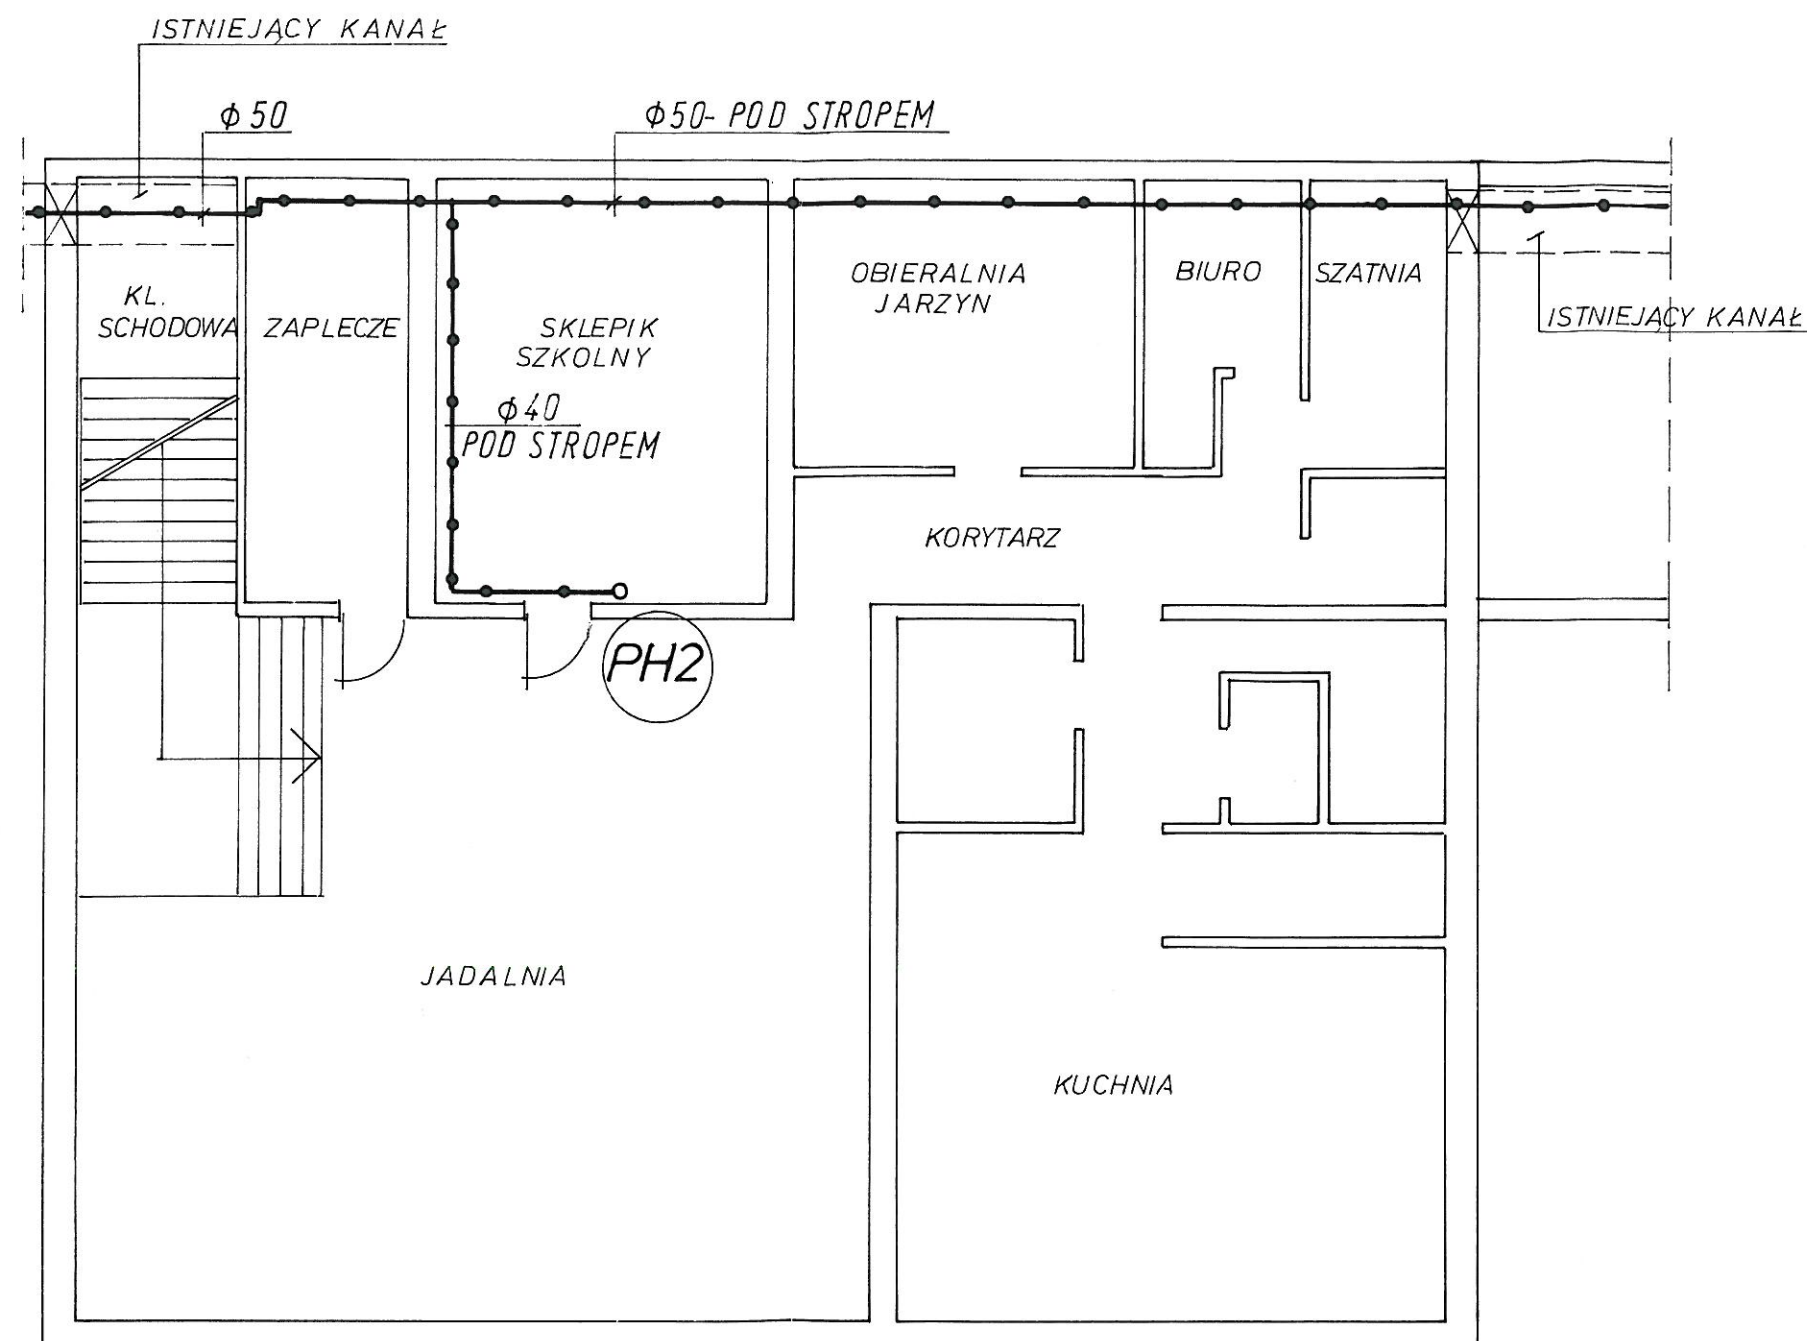 ISTNIEJĄCY KANAŁ
Φ 50
Φ50- POD STROPEM
OBIERALNIA
JARZYN
BIURO
SZATNIA
KL.
SCHODOWA
ZAPLECZE
SKLEPIK
SZKOLNY
ISTNIEJĄCY KANAŁ
Φ40
POD STROPEM
KORYTARZ
PH2
JADALNIA
KUCHNIA